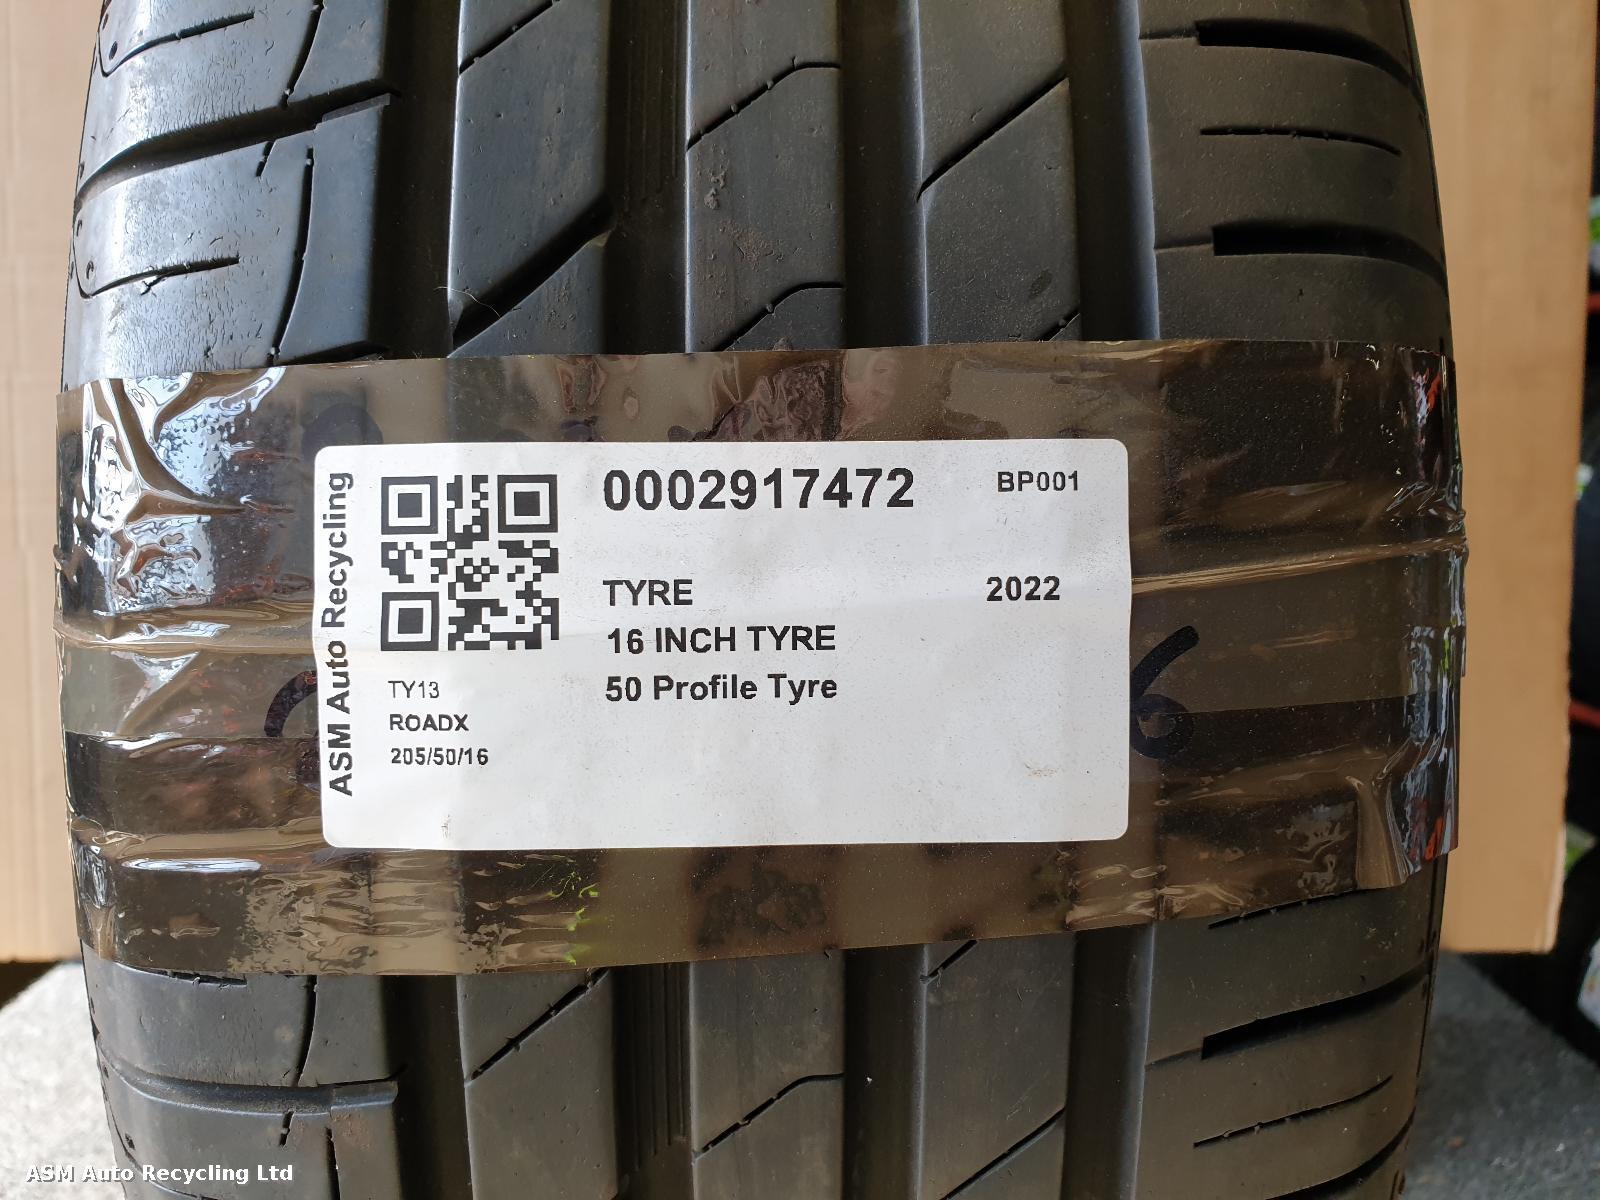 ASM Auto Recycling
0002917472
BP001
TYRE
2022
16 INCH TYRE
50 Profile Tyre
TY13
ROADX
205/50/16
6
ASM Auto Recycling Ltd